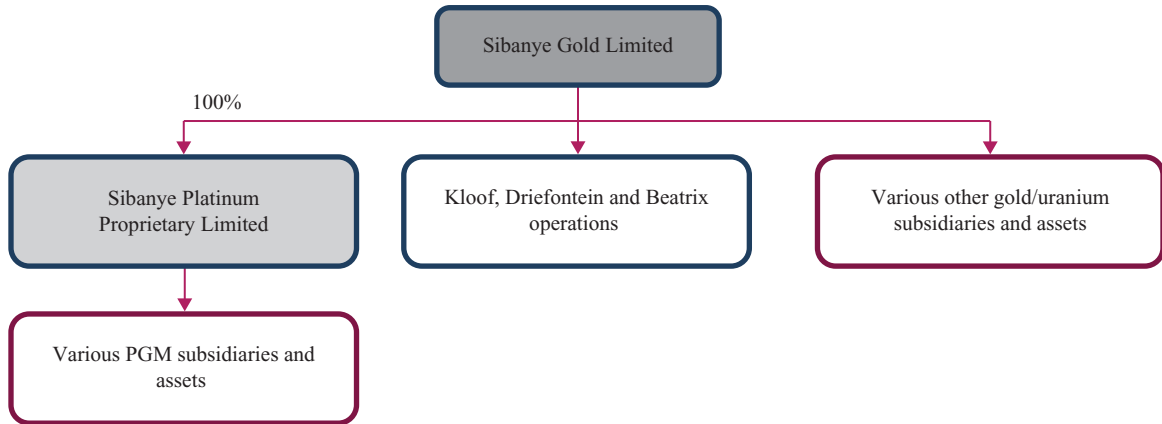 Sibanye Gold Limited
100%
Sibanye Platinum
Proprietary Limited
Kloof, Driefontein and Beatrix
operations
Various other gold/uranium
subsidiaries and assets
Various PGM subsidiaries and
assets